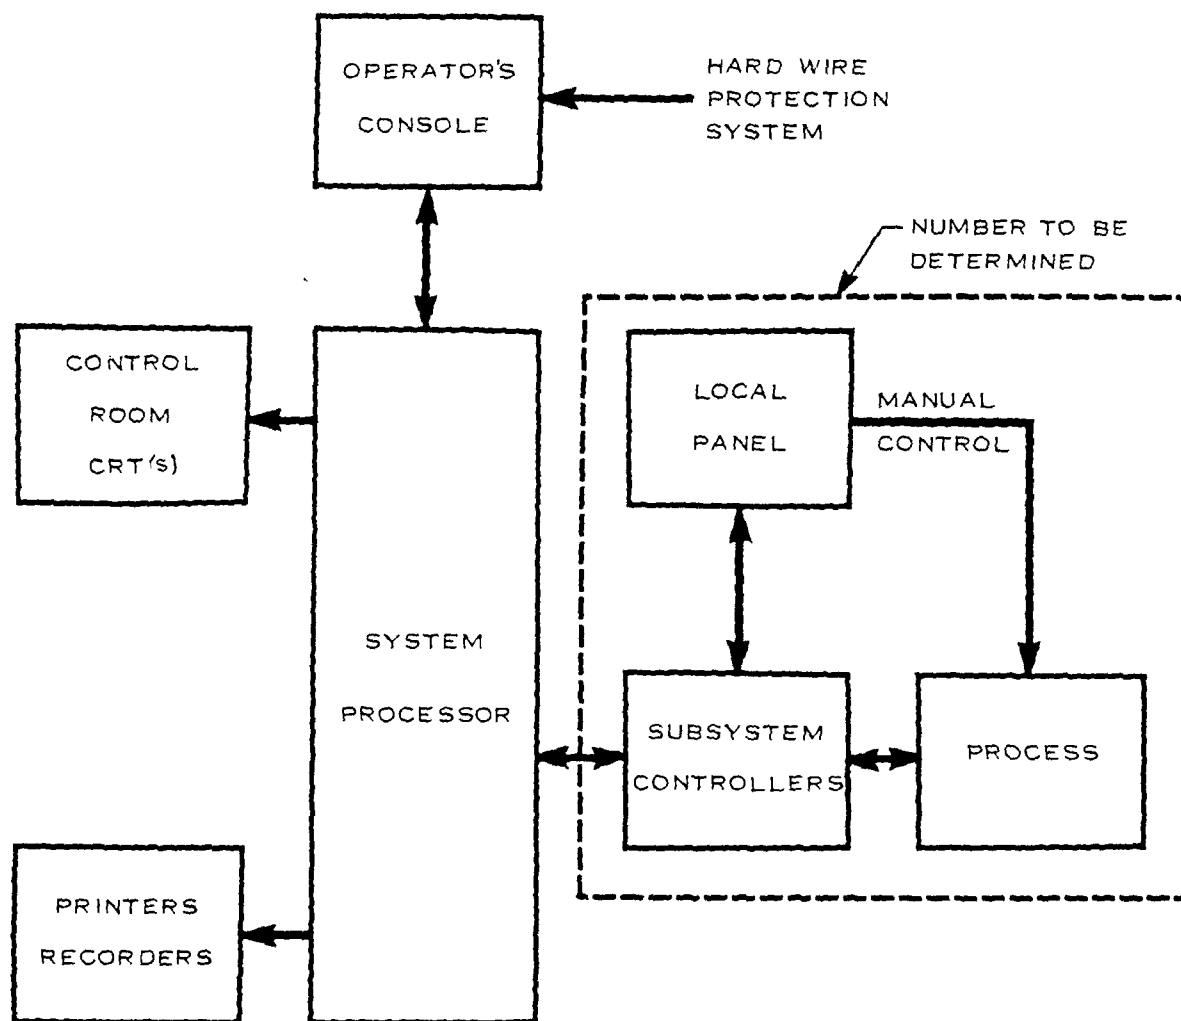 OPERATOR'S
CONSOLE
HARD WIRE
PROTECTION
SYSTEM
NUMBER TO BE
DETERMINED
CONTROL
ROOM
CRT(s)
LOCAL
PANEL
MANUAL
CONTROL
SYSTEM
PROCESSOR
SUBSYSTEM
CONTROLLERS
PROCESS
PRINTERS
RECORDERS